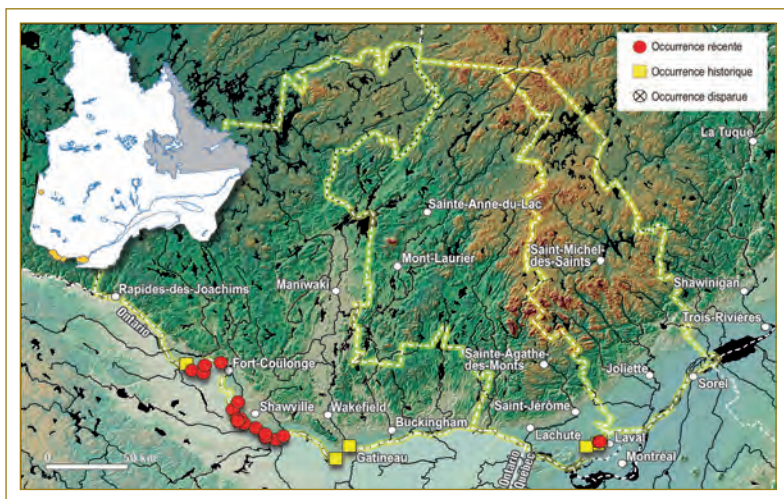 Occurrence récente
Occurrence historique
Occurrence disparue
La Tuque
Sainte-Anne-du-Lac
Mont-Laurier
Saint-Michel
des-Saints
Maniwaki
Rapides-des-Joachims
Shawinigan
Trois-Rivières
Ontario
Fort-Coulonge
Sainte-Agathe
des-Monts
Joliette
Sorel
Shawville
Wakefield
Saint-Jérôme
Buckingham
Lachute
Laval
Gatineau
Montréal
Ontario
Québec
0 50 km